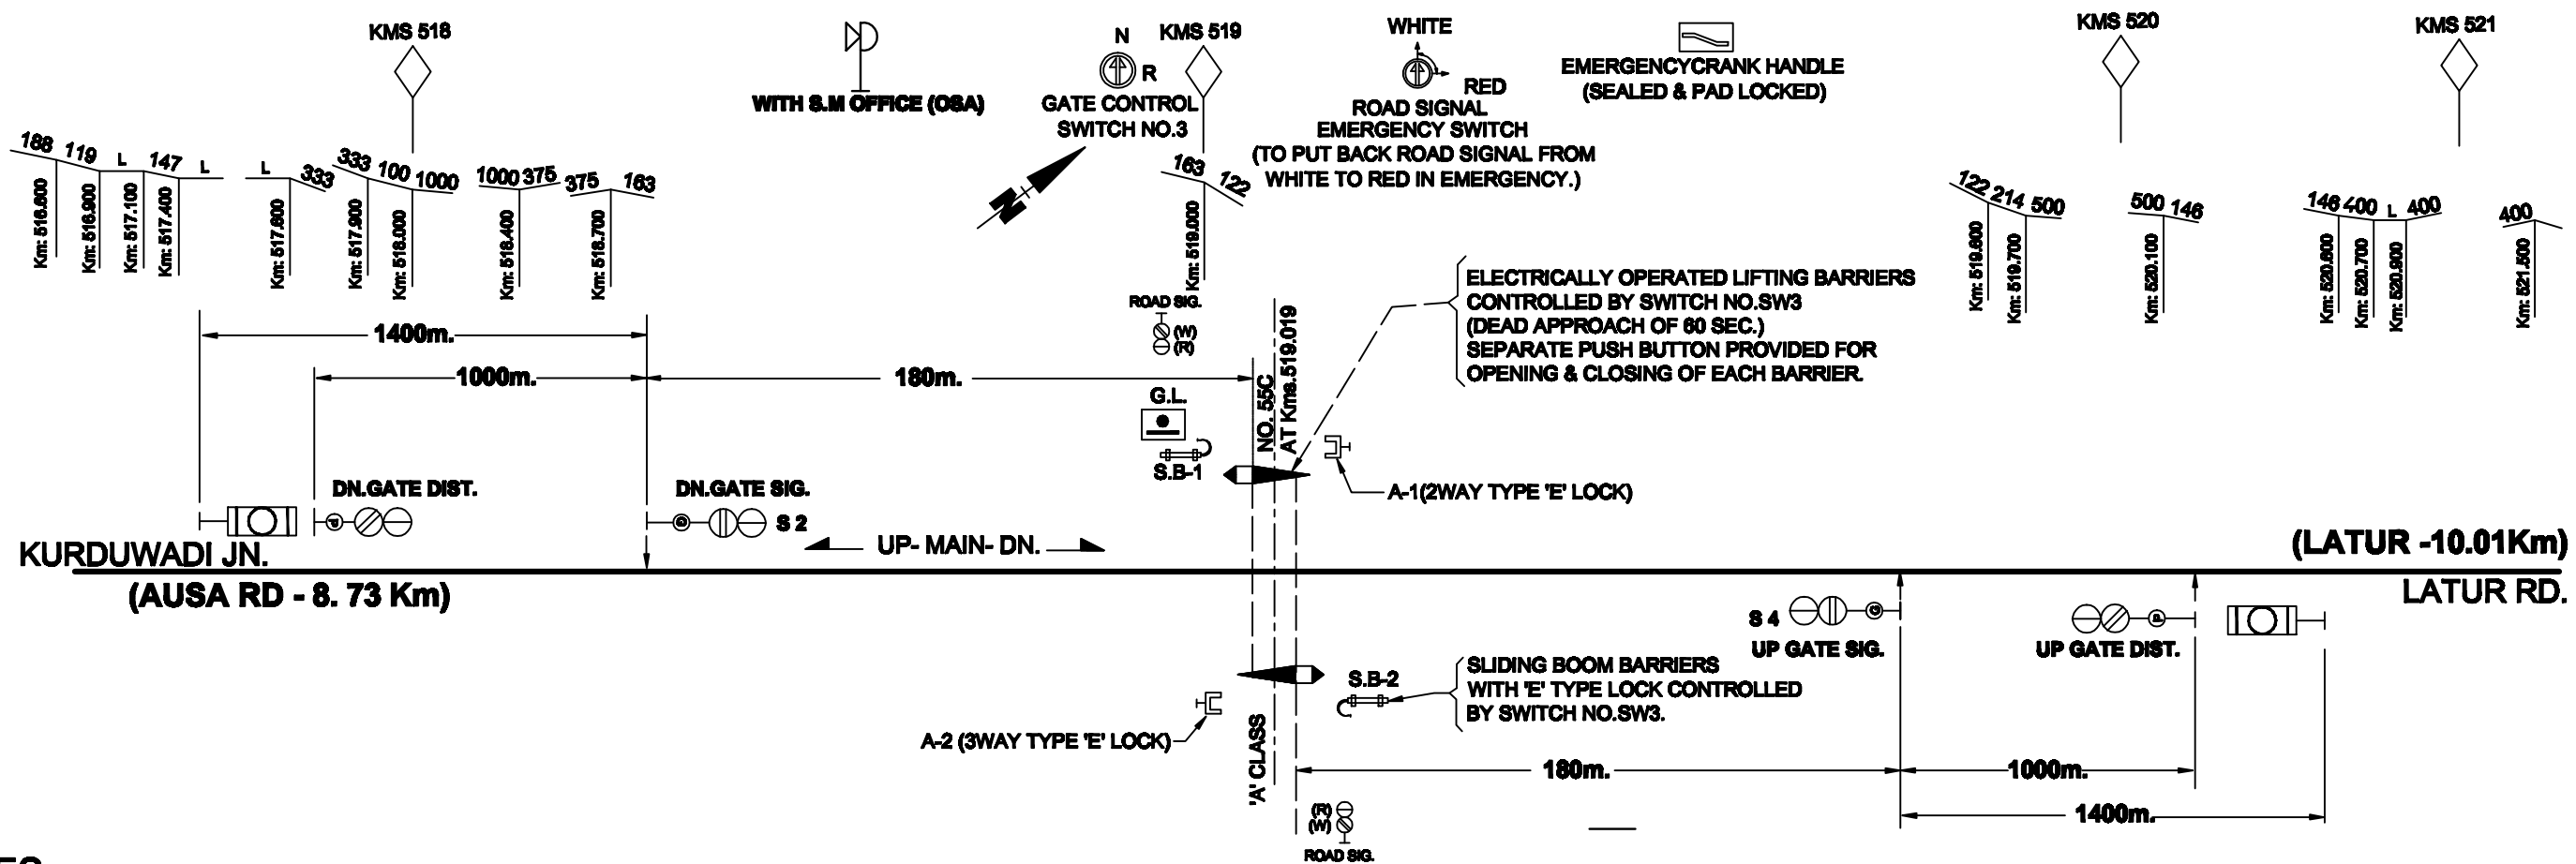 KMS 518
WITH S.M OFFICE (OSA)
N
R
GATE CONTROL
SWITCH NO.3
KMS 519
WHITE
RED
ROAD SIGNAL
EMERGENCY SWITCH
(TO PUT BACK ROAD SIGNAL FROM
WHITE TO RED IN EMERGENCY.)
EMERGENCYCRANK HANDLE
(SEALED & PAD LOCKED)
KMS 520
KMS 521
188 119 L 147 L
L 333
333 100 1000
1000 375
375 163
163 122
122 214 500
500 146
146 400 L 400
400
Km: 516.600
Km: 516.900
Km: 517.100
Km: 517.400
Km: 517.600
Km: 517.900
Km: 518.000
Km: 518.400
Km: 518.700
Km: 519.000
Km: 519.600
Km: 519.700
Km: 520.100
Km: 520.600
Km: 520.700
Km: 520.900
Km: 521.500
N
ROAD SIG.
(W)
(R)
1400m.
1000m.
180m.
G.L.
S.B-1
NO. 55C
AT Kms.519.019
ELECTRICALLY OPERATED LIFTING BARRIERS
CONTROLLED BY SWITCH NO.SW3
(DEAD APPROACH OF 60 SEC.)
SEPARATE PUSH BUTTON PROVIDED FOR
OPENING & CLOSING OF EACH BARRIER.
A-1(2WAY TYPE 'E' LOCK)
DN.GATE DIST.
P
DN.GATE SIG.
G
S 2
UP- MAIN- DN.
KURDUWADI JN.
(AUSA RD - 8. 73 Km)
(LATUR -10.01Km)
LATUR RD.
S 4
G
UP GATE SIG.
P
UP GATE DIST.
S.B-2
SLIDING BOOM BARRIERS
WITH 'E' TYPE LOCK CONTROLLED
BY SWITCH NO.SW3.
A-2 (3WAY TYPE 'E' LOCK)
'A' CLASS
180m.
1000m.
1400m.
(R)
(W)
ROAD SIG.